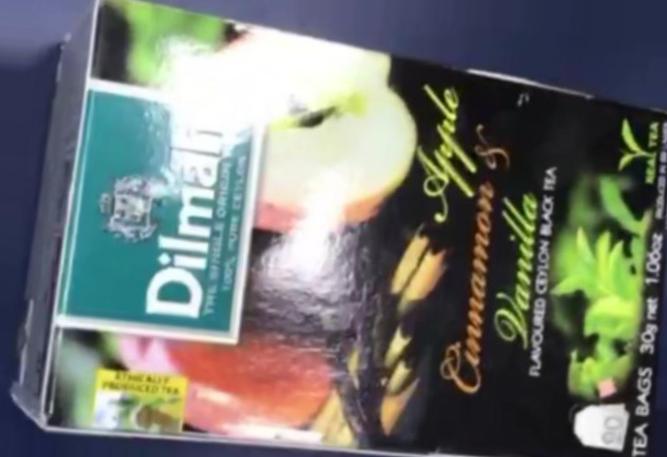 Dilmah
THE SINGLE ORIGIN
100% PURE CEYLON
Apple
Cinnamon &
Vanilla
FLAVOURED CEYLON BLACK TEA
REAL TEA
20
TEA BAGS 30g net 1.06oz
ETHICALLY
PRODUCED TEA